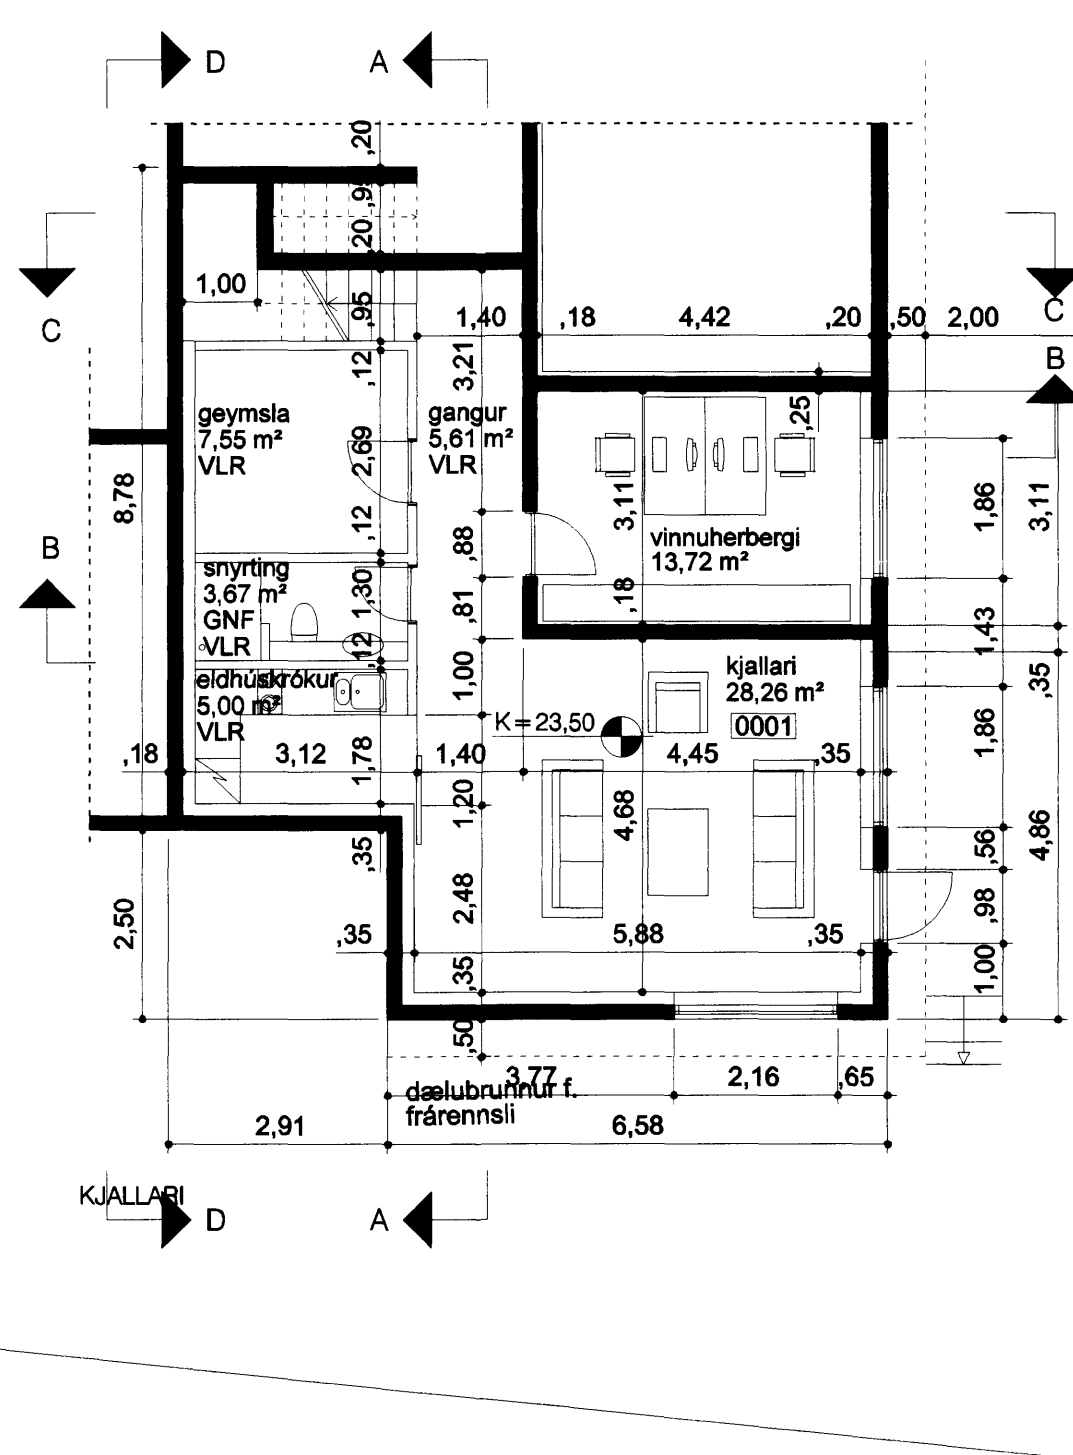 D
A
,20
,95
,20
C
1,00
,95
1,40
,18
4,42
,20
,50
2,00
C
B
,12
3,21
geymsla
7,55 m²
VLR
2,69
gangur
5,61 m²
VLR
,25
8,78
,12
,88
3,11
vinnuherbergi
13,72 m²
1,86
3,11
B
snyrting
3,67 m²
GNF
VLR
1,30
,81
,18
1,43
,12
eldhúskrókur
5,00 m²
VLR
1,00
kjallari
28,26 m²
0001
K=23,50
,35
1,86
,18
3,12
1,78
1,40
4,45
,35
1,20
4,68
,56
4,86
,35
2,50
2,48
,98
,35
5,88
,35
,35
1,00
,50
3,77
2,16
,65
dælubrunnur f.
frárennsli
2,91
6,58
KJALLARI
D
A